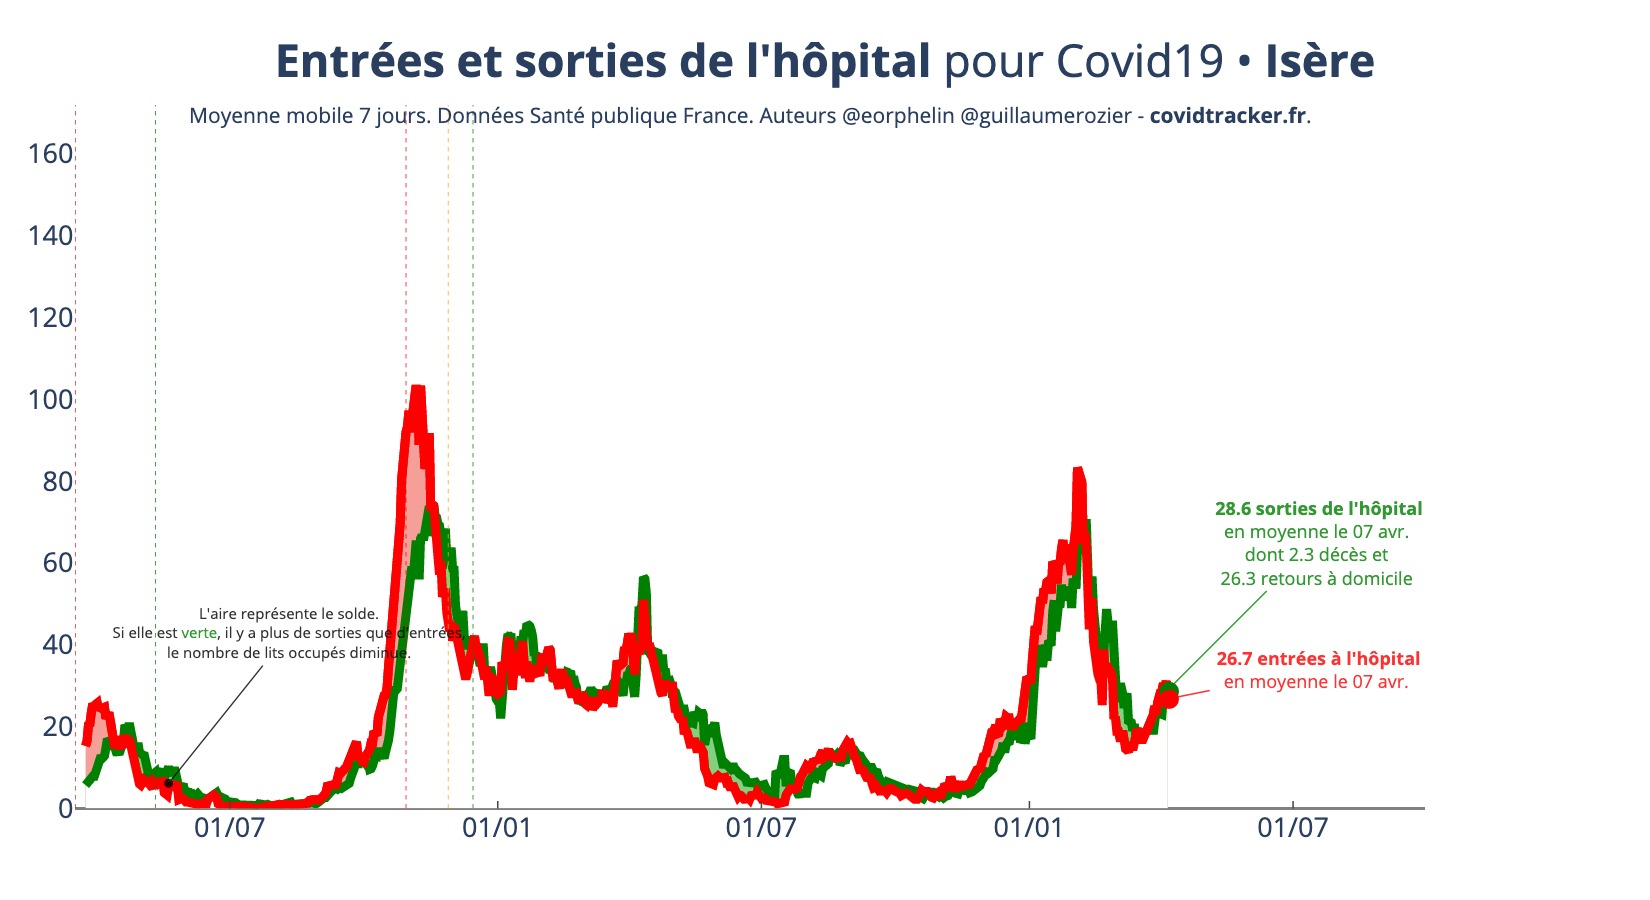 Entrées et sorties de l'hôpital pour Covid19 • Isère
Moyenne mobile 7 jours. Données Santé publique France. Auteurs @eorphelin @guillaumerozier - covidtracker.fr.
160
140
120
100
80
60
40
20
0
L'aire représente le solde.
Si elle est verte, il y a plus de sorties que d'entrées,
le nombre de lits occupés diminue.
28.6 sorties de l'hôpital
en moyenne le 07 avr.
dont 2.3 décès et
26.3 retours à domicile
26.7 entrées à l'hôpital
en moyenne le 07 avr.
01/07 01/01 01/07 01/01 01/07